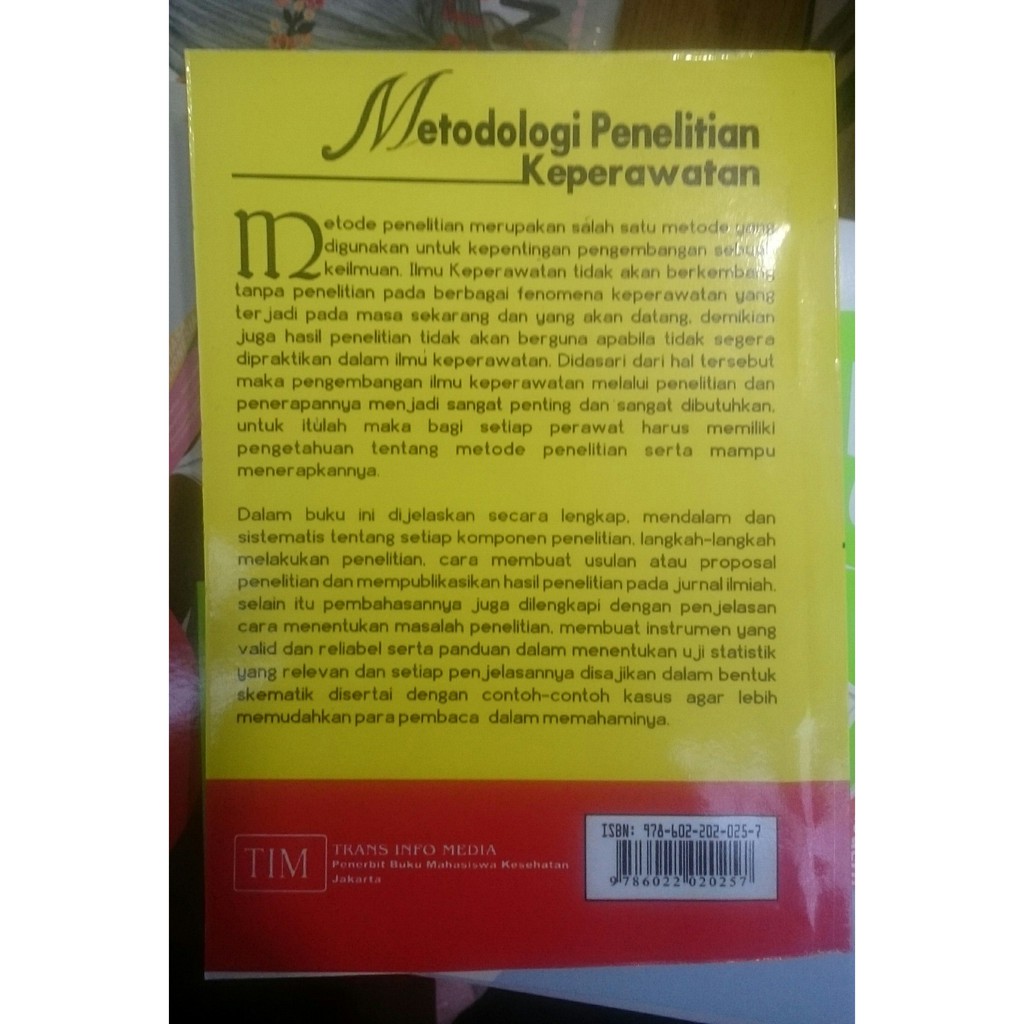 Metodologi Penelitian
Keperawatan
Metode penelitian merupakan salah satu metode yang
digunakan untuk kepentingan pengembangan sebuah
keilmuan. Ilmu Keperawatan tidak akan berkembang
tanpa penelitian pada berbagai fenomena keperawatan yang
terjadi pada masa sekarang dan yang akan datang, demikian
juga hasil penelitian tidak akan berguna apabila tidak segera
dipraktikan dalam ilmu keperawatan. Didasari dari hal tersebut
maka pengembangan ilmu keperawatan melalui penelitian dan
penerapannya menjadi sangat penting dan sangat dibutuhkan,
untuk itulah maka bagi setiap perawat harus memiliki
pengetahuan tentang metode penelitian serta mampu
menerapkannya.
Dalam buku ini dijelaskan secara lengkap, mendalam dan
sistematis tentang setiap komponen penelitian, langkah-langkah
melakukan penelitian, cara membuat usulan atau proposal
penelitian dan mempublikasikan hasil penelitian pada jurnal ilmiah,
selain itu pembahasannya juga dilengkapi dengan penjelasan
cara menentukan masalah penelitian, membuat instrumen yang
valid dan reliabel serta panduan dalam menentukan uji statistik
yang relevan dan setiap penjelasannya disajikan dalam bentuk
skematik disertai dengan contoh-contoh kasus agar lebih
memudahkan para pembaca dalam memahaminya.
TIM
TRANS INFO MEDIA
Penerbit Buku Mahasiswa Kesehatan
Jakarta
ISBN: 978-602-202-025-7
9 786022 020257